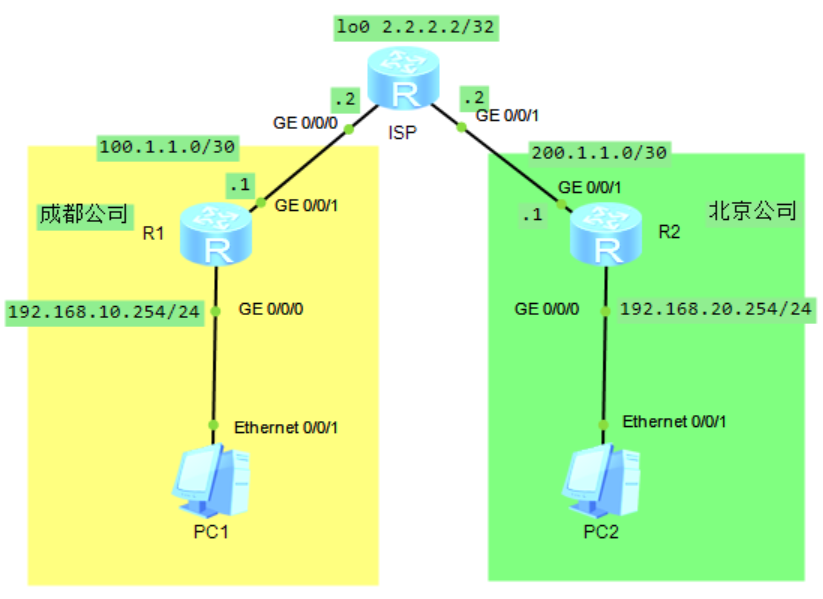 lo0 2.2.2.2/32
R
ISP
.2
.2
GE 0/0/0
GE 0/0/1
100.1.1.0/30
200.1.1.0/30
.1
GE 0/0/1
GE 0/0/1
.1
成都公司
R1
R
R
R2
北京公司
192.168.10.254/24
GE 0/0/0
GE 0/0/0
192.168.20.254/24
Ethernet 0/0/1
Ethernet 0/0/1
PC1
PC2